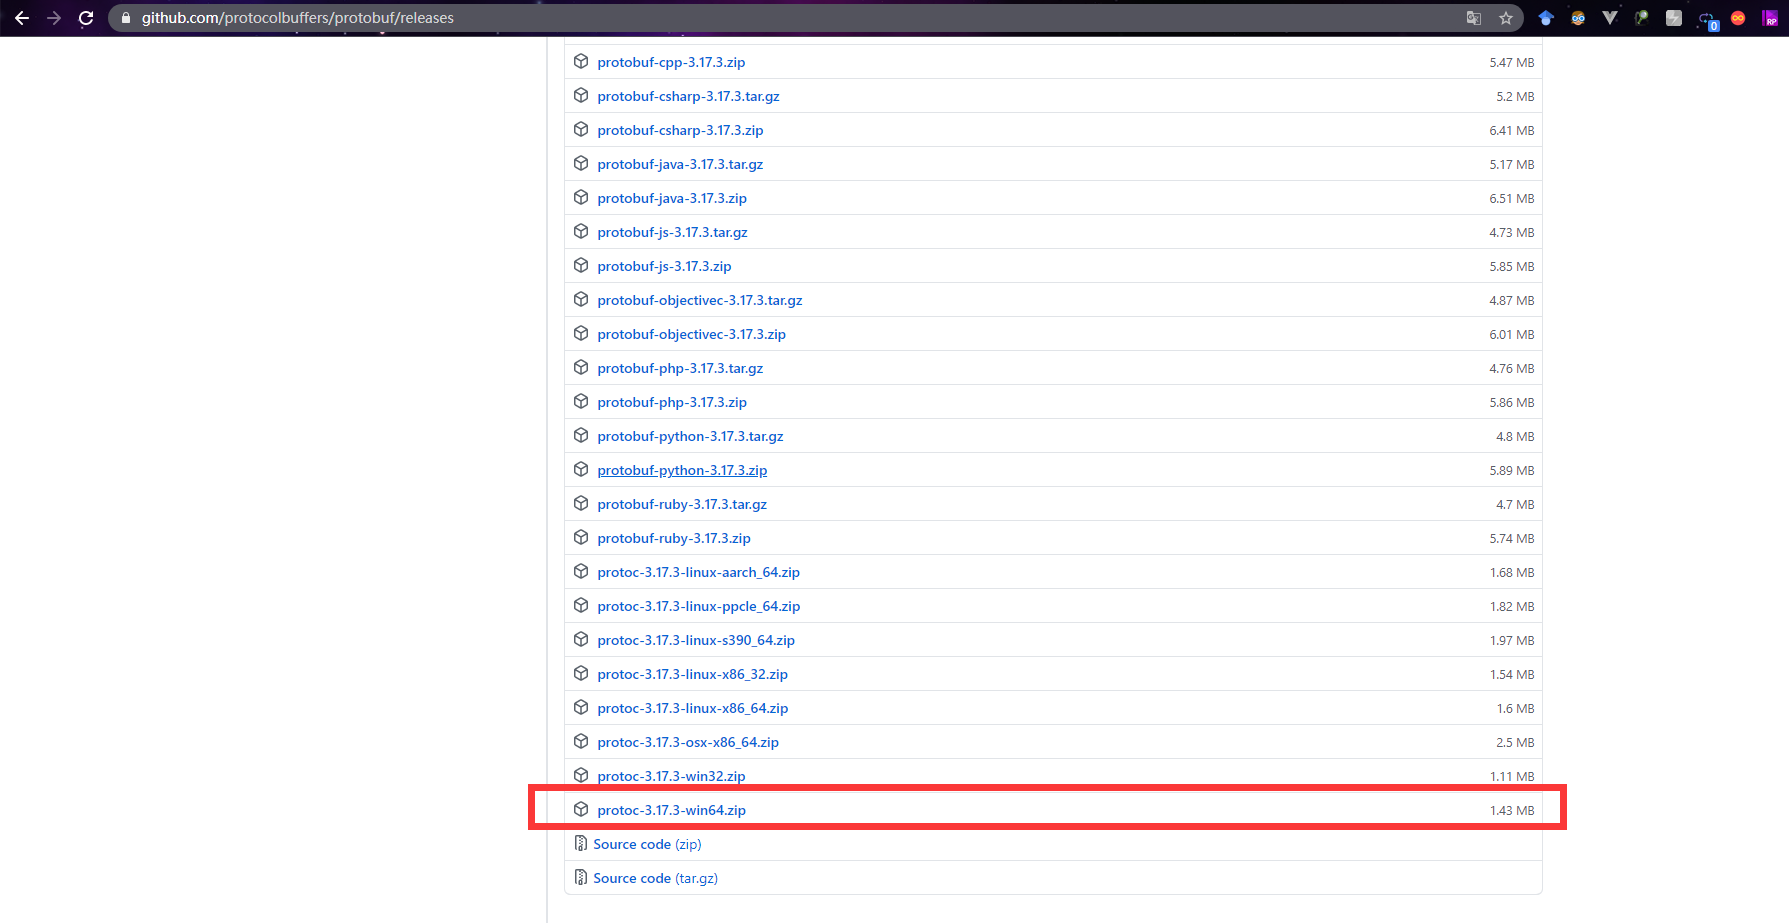 github.com/protocolbuffers/protobuf/releases
0
RP
protobuf-cpp-3.17.3.zip 5.47 MB
protobuf-csharp-3.17.3.tar.gz 5.2 MB
protobuf-csharp-3.17.3.zip 6.41 MB
protobuf-java-3.17.3.tar.gz 5.17 MB
protobuf-java-3.17.3.zip 6.51 MB
protobuf-js-3.17.3.tar.gz 4.73 MB
protobuf-js-3.17.3.zip 5.85 MB
protobuf-objectivec-3.17.3.tar.gz 4.87 MB
protobuf-objectivec-3.17.3.zip 6.01 MB
protobuf-php-3.17.3.tar.gz 4.76 MB
protobuf-php-3.17.3.zip 5.86 MB
protobuf-python-3.17.3.tar.gz 4.8 MB
protobuf-python-3.17.3.zip 5.89 MB
protobuf-ruby-3.17.3.tar.gz 4.7 MB
protobuf-ruby-3.17.3.zip 5.74 MB
protoc-3.17.3-linux-aarch_64.zip 1.68 MB
protoc-3.17.3-linux-ppcle_64.zip 1.82 MB
protoc-3.17.3-linux-s390_64.zip 1.97 MB
protoc-3.17.3-linux-x86_32.zip 1.54 MB
protoc-3.17.3-linux-x86_64.zip 1.6 MB
protoc-3.17.3-osx-x86_64.zip 2.5 MB
protoc-3.17.3-win32.zip 1.11 MB
protoc-3.17.3-win64.zip 1.43 MB
Source code (zip)
Source code (tar.gz)